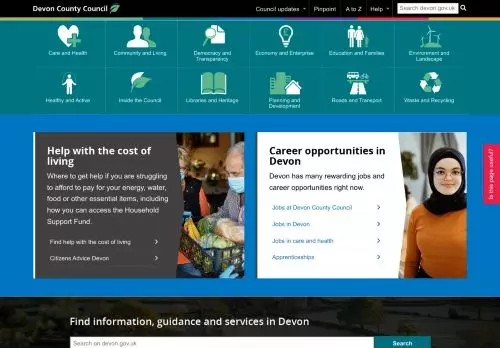 Devon County Council
Council updates
Pinpoint
A to Z
Help
Search devon.gov.uk
Care and Health
Community and Living
Democracy and
Transparency
Economy and Enterprise
Education and Families
Environment and
Landscape
Healthy and Active
Inside the Council
Libraries and Heritage
Planning and
Development
Roads and Transport
Waste and Recycling
Help with the cost of
living
Where to get help if you are struggling
to afford to pay for your energy, water,
food or other essential items, including
how you can access the Household
Support Fund.
Find help with the cost of living
Citizens Advice Devon
Career opportunities in
Devon
Devon has many rewarding jobs and
career opportunities right now.
Jobs at Devon County Council
Jobs in Devon
Jobs in care and health
Apprenticeships
Is this page useful?
Find information, guidance and services in Devon
Search on devon.gov.uk
Search